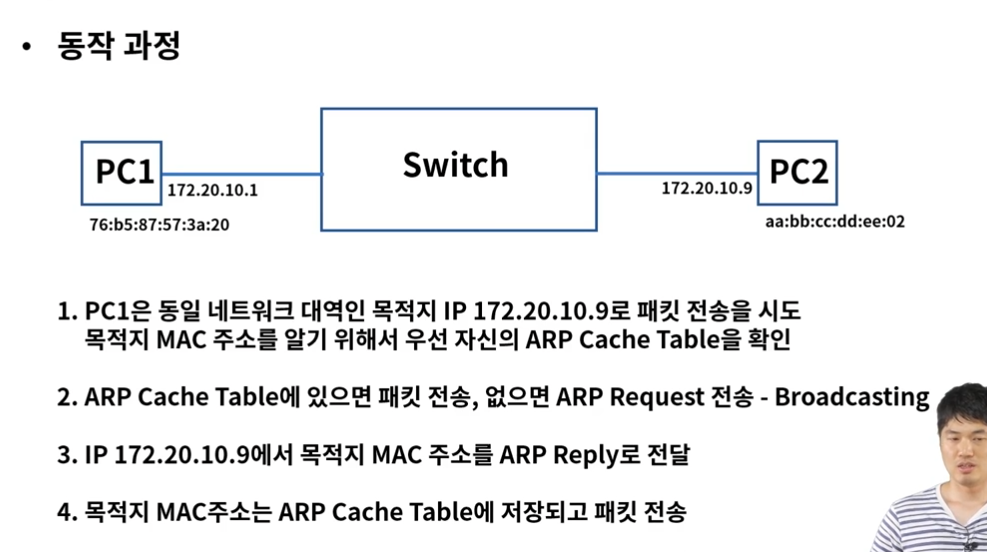 • 동작 과정
PC1
Switch
PC2
172.20.10.1
172.20.10.9
76:b5:87:57:3a:20
aa:bb:cc:dd:ee:02
1. PC1은 동일 네트워크 대역인 목적지 IP 172.20.10.9로 패킷 전송을 시도
목적지 MAC 주소를 알기 위해서 우선 자신의 ARP Cache Table을 확인
2. ARP Cache Table에 있으면 패킷 전송, 없으면 ARP Request 전송 - Broadcasting
3. IP 172.20.10.9에서 목적지 MAC 주소를 ARP Reply로 전달
4. 목적지 MAC주소는 ARP Cache Table에 저장되고 패킷 전송